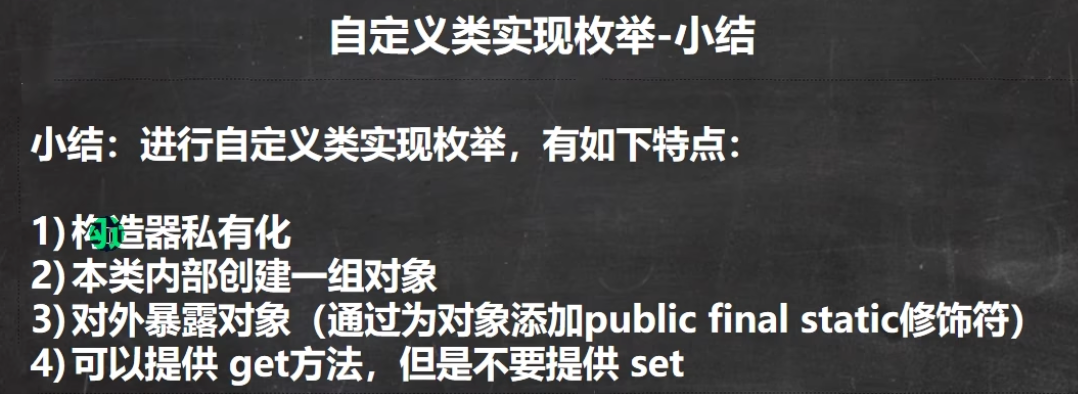 自定义类实现枚举-小结
小结：进行自定义类实现枚举，有如下特点：
1) 构造器私有化
2) 本类内部创建一组对象
3) 对外暴露对象（通过为对象添加public final static修饰符）
4) 可以提供 get方法，但是不要提供 set